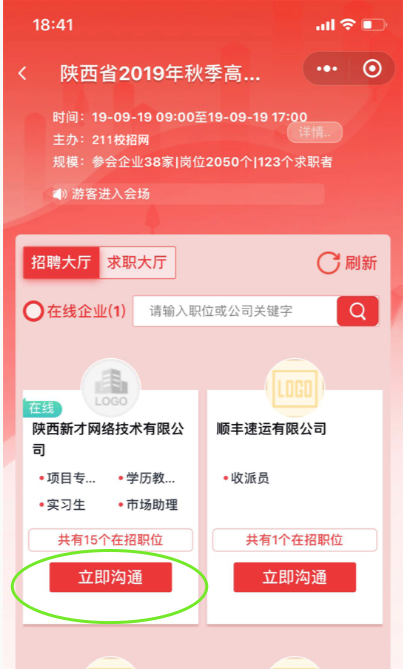 18:41
陕西省2019年秋季高...
时间：19-09-19 09:00至19-09-19 17:00
详情..
主办：211校招网
规模：参会企业38家|岗位2050个|123个求职者
游客进入会场
招聘大厅 求职大厅 刷新
在线企业(1) 请输入职位或公司关键字
LOGO LOGO
在线
陕西新才网络技术有限公
司
顺丰速运有限公司
•项目专... •学历教... •收派员
•实习生 •市场助理
共有15个在招职位 共有1个在招职位
立即沟通 立即沟通